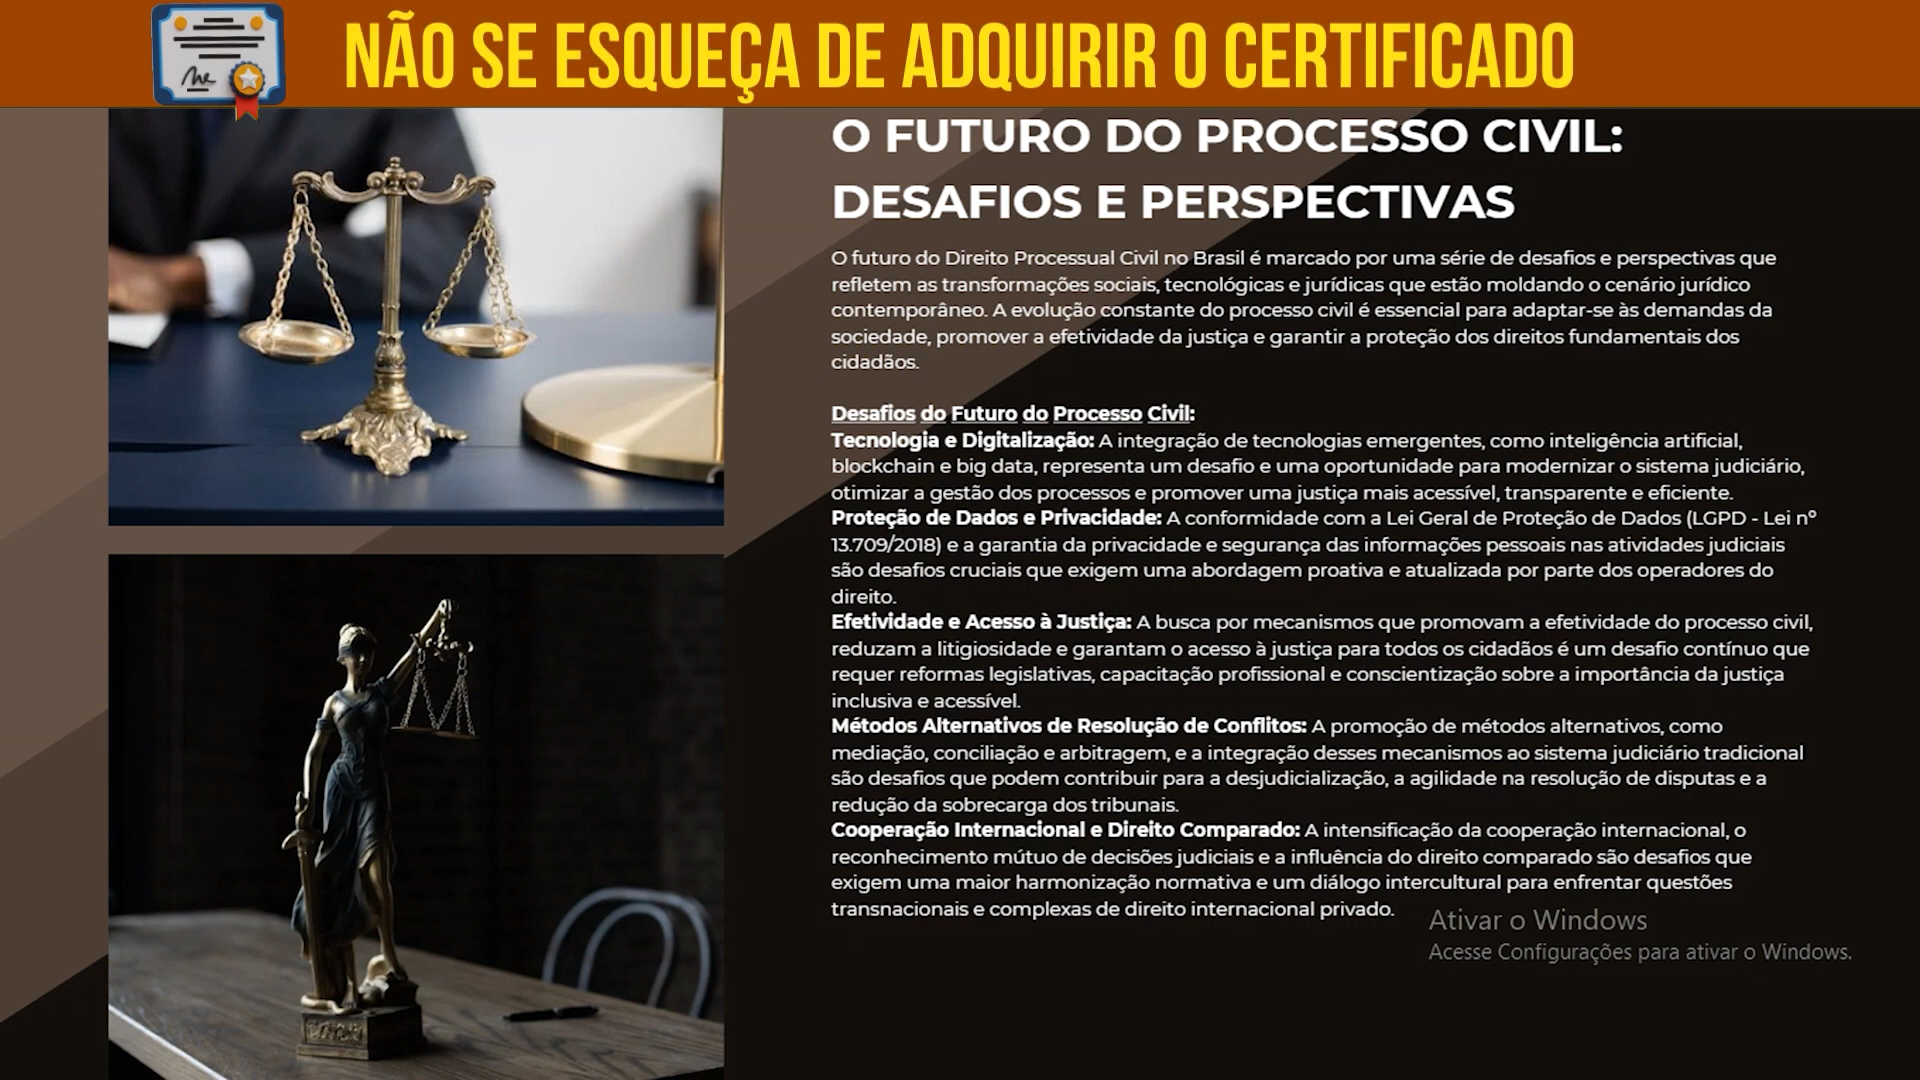 NÃO SE ESQUEÇA DE ADQUIRIR O CERTIFICADO
O FUTURO DO PROCESSO CIVIL:
DESAFIOS E PERSPECTIVAS
O futuro do Direito Processual Civil no Brasil é marcado por uma série de desafios e perspectivas que
refletem as transformações sociais, tecnológicas e jurídicas que estão moldando o cenário jurídico
contemporâneo. A evolução constante do processo civil é essencial para adaptar-se às demandas da
sociedade, promover a efetividade da justiça e garantir a proteção dos direitos fundamentais dos
cidadãos.
Desafios do Futuro do Processo Civil:
Tecnologia e Digitalização: A integração de tecnologias emergentes, como inteligência artificial,
blockchain e big data, representa um desafio e uma oportunidade para modernizar o sistema judiciário,
otimizar a gestão dos processos e promover uma justiça mais acessível, transparente e eficiente.
Proteção de Dados e Privacidade: A conformidade com a Lei Geral de Proteção de Dados (LGPD - Lei nº
13.709/2018) e a garantia da privacidade e segurança das informações pessoais nas atividades judiciais
são desafios cruciais que exigem uma abordagem proativa e atualizada por parte dos operadores do
direito.
Efetividade e Acesso à Justiça: A busca por mecanismos que promovam a efetividade do processo civil,
reduzam a litigiosidade e garantam o acesso à justiça para todos os cidadãos é um desafio contínuo que
requer reformas legislativas, capacitação profissional e conscientização sobre a importância da justiça
inclusiva e acessível.
Métodos Alternativos de Resolução de Conflitos: A promoção de métodos alternativos, como
mediação, conciliação e arbitragem, e a integração desses mecanismos ao sistema judiciário tradicional
são desafios que podem contribuir para a desjudicialização, a agilidade na resolução de disputas e a
redução da sobrecarga dos tribunais.
Cooperação Internacional e Direito Comparado: A intensificação da cooperação internacional, o
reconhecimento mútuo de decisões judiciais e a influência do direito comparado são desafios que
exigem uma maior harmonização normativa e um diálogo intercultural para enfrentar questões
transnacionais e complexas de direito internacional privado.
Ativar o Windows
Acesse Configurações para ativar o Windows.